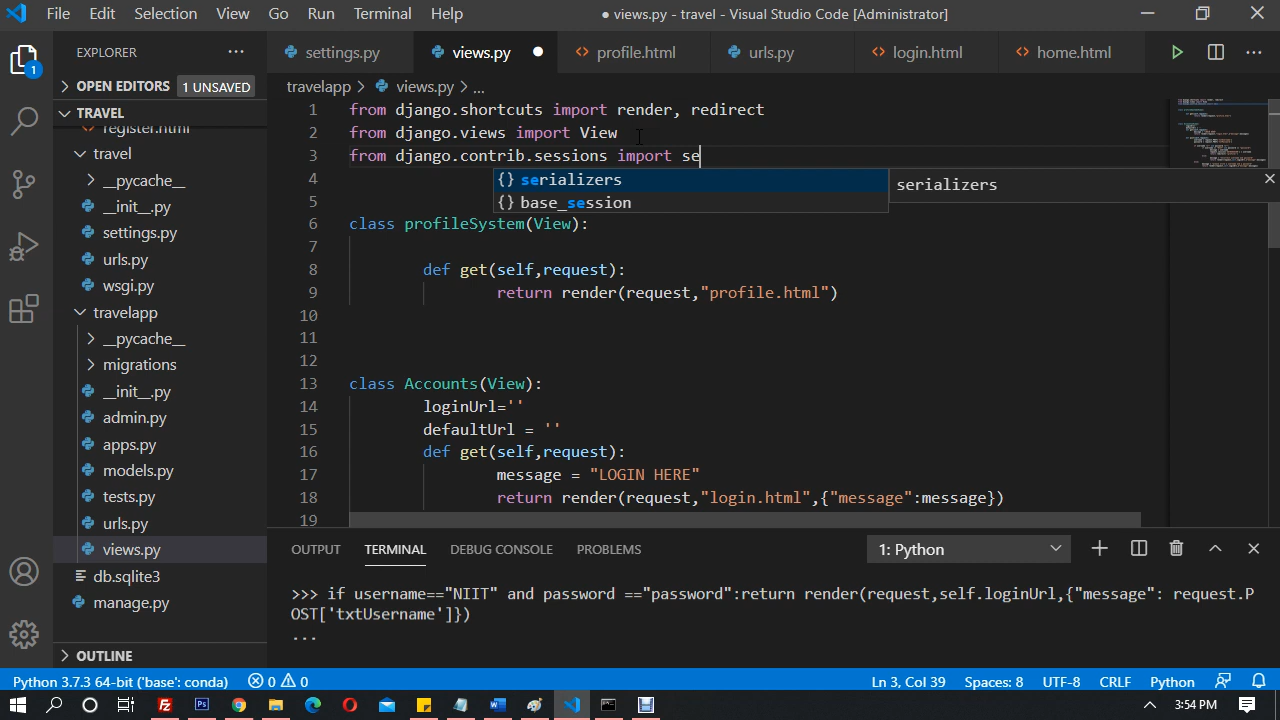 File Edit Selection View Go Run Terminal Help ● views.py - travel - Visual Studio Code [Administrator]
EXPLORER ···
settings.py views.py ● profile.html urls.py login.html home.html ···
1
OPEN EDITORS 1 UNSAVED
travelapp > views.py > ...
TRAVEL
register.html
travel
__pycache__
__init__.py
settings.py
urls.py
wsgi.py
travelapp
__pycache__
migrations
__init__.py
admin.py
apps.py
models.py
tests.py
urls.py
views.py
db.sqlite3
manage.py
OUTLINE
1 from django.shortcuts import render, redirect
2 from django.views import View
3 from django.contrib.sessions import se
4
{} serializers
serializers
5
{} base_session
6 class profileSystem(View):
7
8 def get(self,request):
9 return render(request,"profile.html")
10
11
12
13 class Accounts(View):
14 loginUrl=''
15 defaultUrl = ''
16 def get(self,request):
17 message = "LOGIN HERE"
18 return render(request,"login.html",{"message":message})
19
OUTPUT TERMINAL DEBUG CONSOLE PROBLEMS 1: Python
>>> if username=="NIIT" and password =="password":return render(request,self.loginUrl,{"message": request.P
OST['txtUsername']})
...
Python 3.7.3 64-bit ('base': conda) 0 0 Ln 3, Col 39 Spaces: 8 UTF-8 CRLF Python
3:54 PM